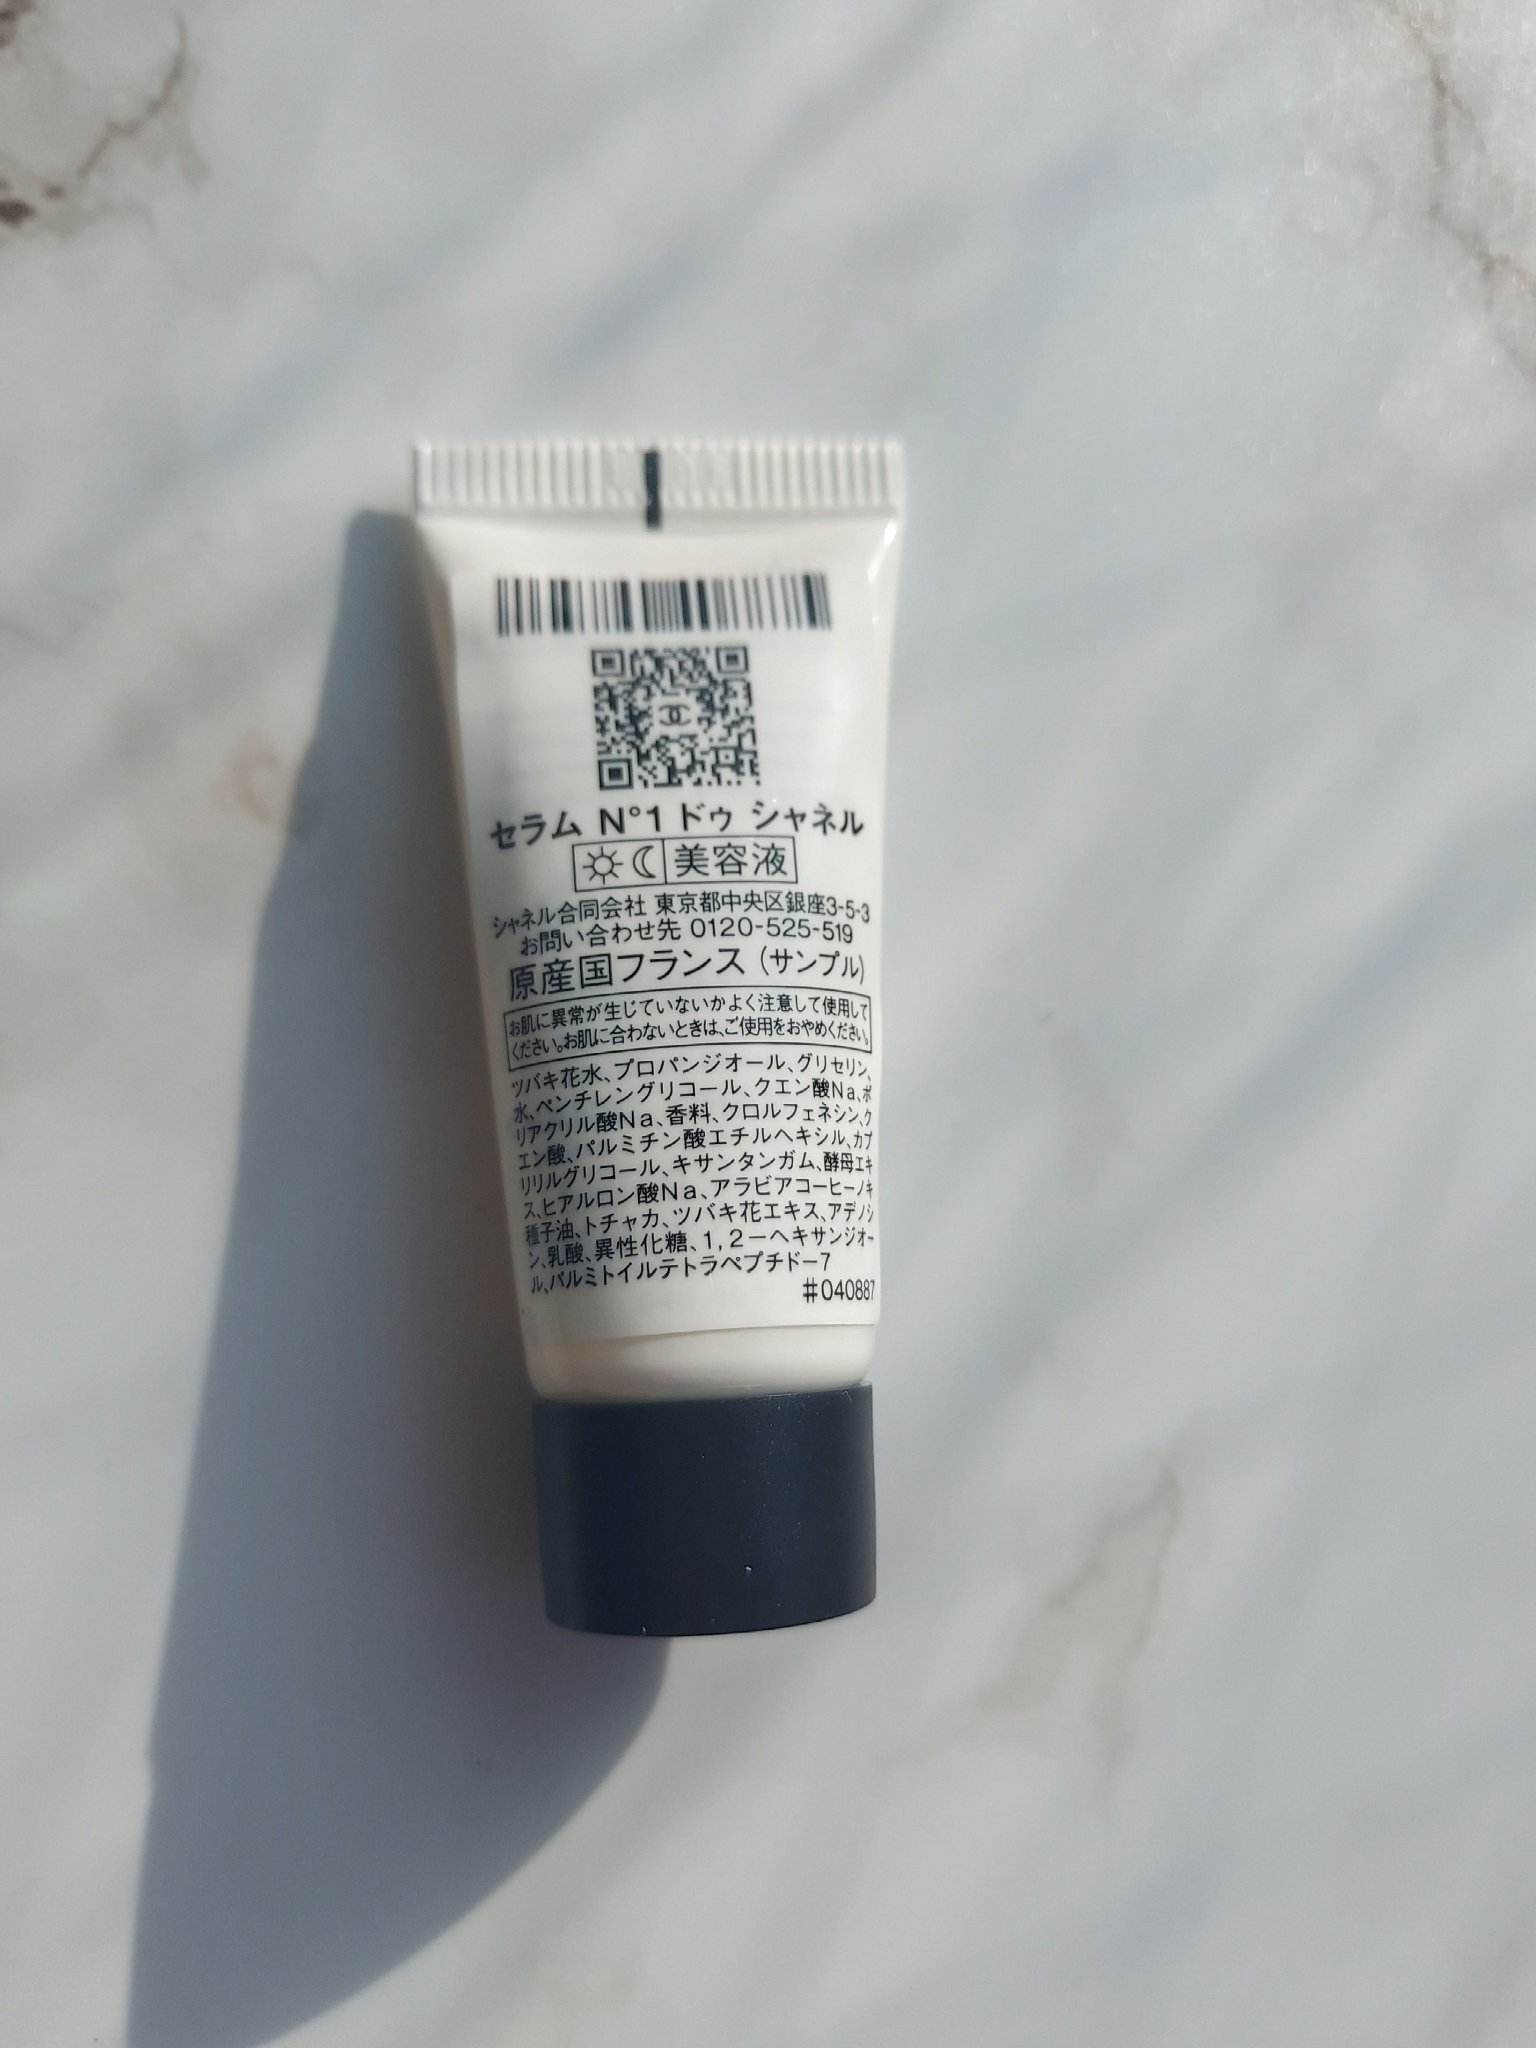 セラム N°1 ドゥ シャネル
美容液
シャネル合同会社 東京都中央区銀座3-5-3
お問い合わせ先 0120-525-519
原産国フランス (サンプル)
お肌に異常が生じていないかよく注意して使用して
ください。お肌に合わないときは、ご使用をおやめください。
ツバキ花水、プロパンジオール、グリセリン、
水、ペンチレングリコール、クエン酸Na、ポ
リアクリル酸Na、香料、クロルフェネシン、ク
エン酸、パルミチン酸エチルヘキシル、カプ
リリルグリコール、キサンタンガム、酵母エキ
ス、ヒアルロン酸Na、アラビアコーヒーノキ
種子油、トチャカ、ツバキ花エキス、アデノシ
ン、乳酸、異性化糖、1,2-ヘキサンジオー
ル、パルミトイルテトラペプチド-7
#040887